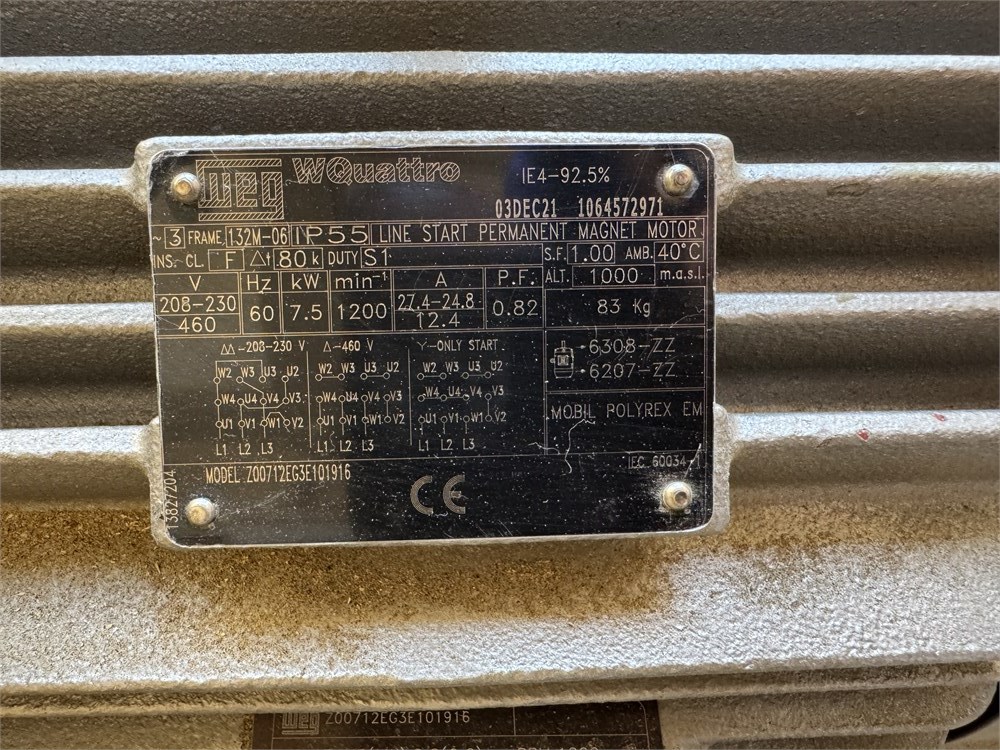 WEG WQuattro IE4-92.5%
03DEC21 1064572971
~ 3 FRAME 132M-06 IP55 LINE START PERMANENT MAGNET MOTOR
INS. CL F Δt 80 k DUTY S1 S.F. 1.00 AMB. 40°C
V Hz kW min⁻¹ A P.F. ALT. 1000 m.a.s.l.
208-230 60 7.5 1200 27.4-24.8 0.82 83 Kg
460 12.4
ΔΔ-208-230 V Δ-460 V Y-ONLY START
6308-ZZ
6207-ZZ
W2 W3 U3 U2 W2 W3 U3 U2 W2 W3 U3 U2
W4 U4 V4 V3 W4 U4 V4 V3 W4 U4 V4 V3
U1 V1 W1 V2 U1 V1 W1 V2 U1 V1 W1 V2
L1 L2 L3 L1 L2 L3 L1 L2 L3
MOBIL POLYREX EM
MODEL Z00712EG3E101916
IEC 60034-1
CE
13827204
WEG Z00712EG3E101916